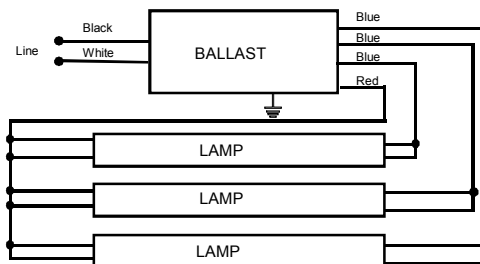 Blue
Black
Blue
Line
White
BALLAST
Blue
Red
LAMP
LAMP
LAMP